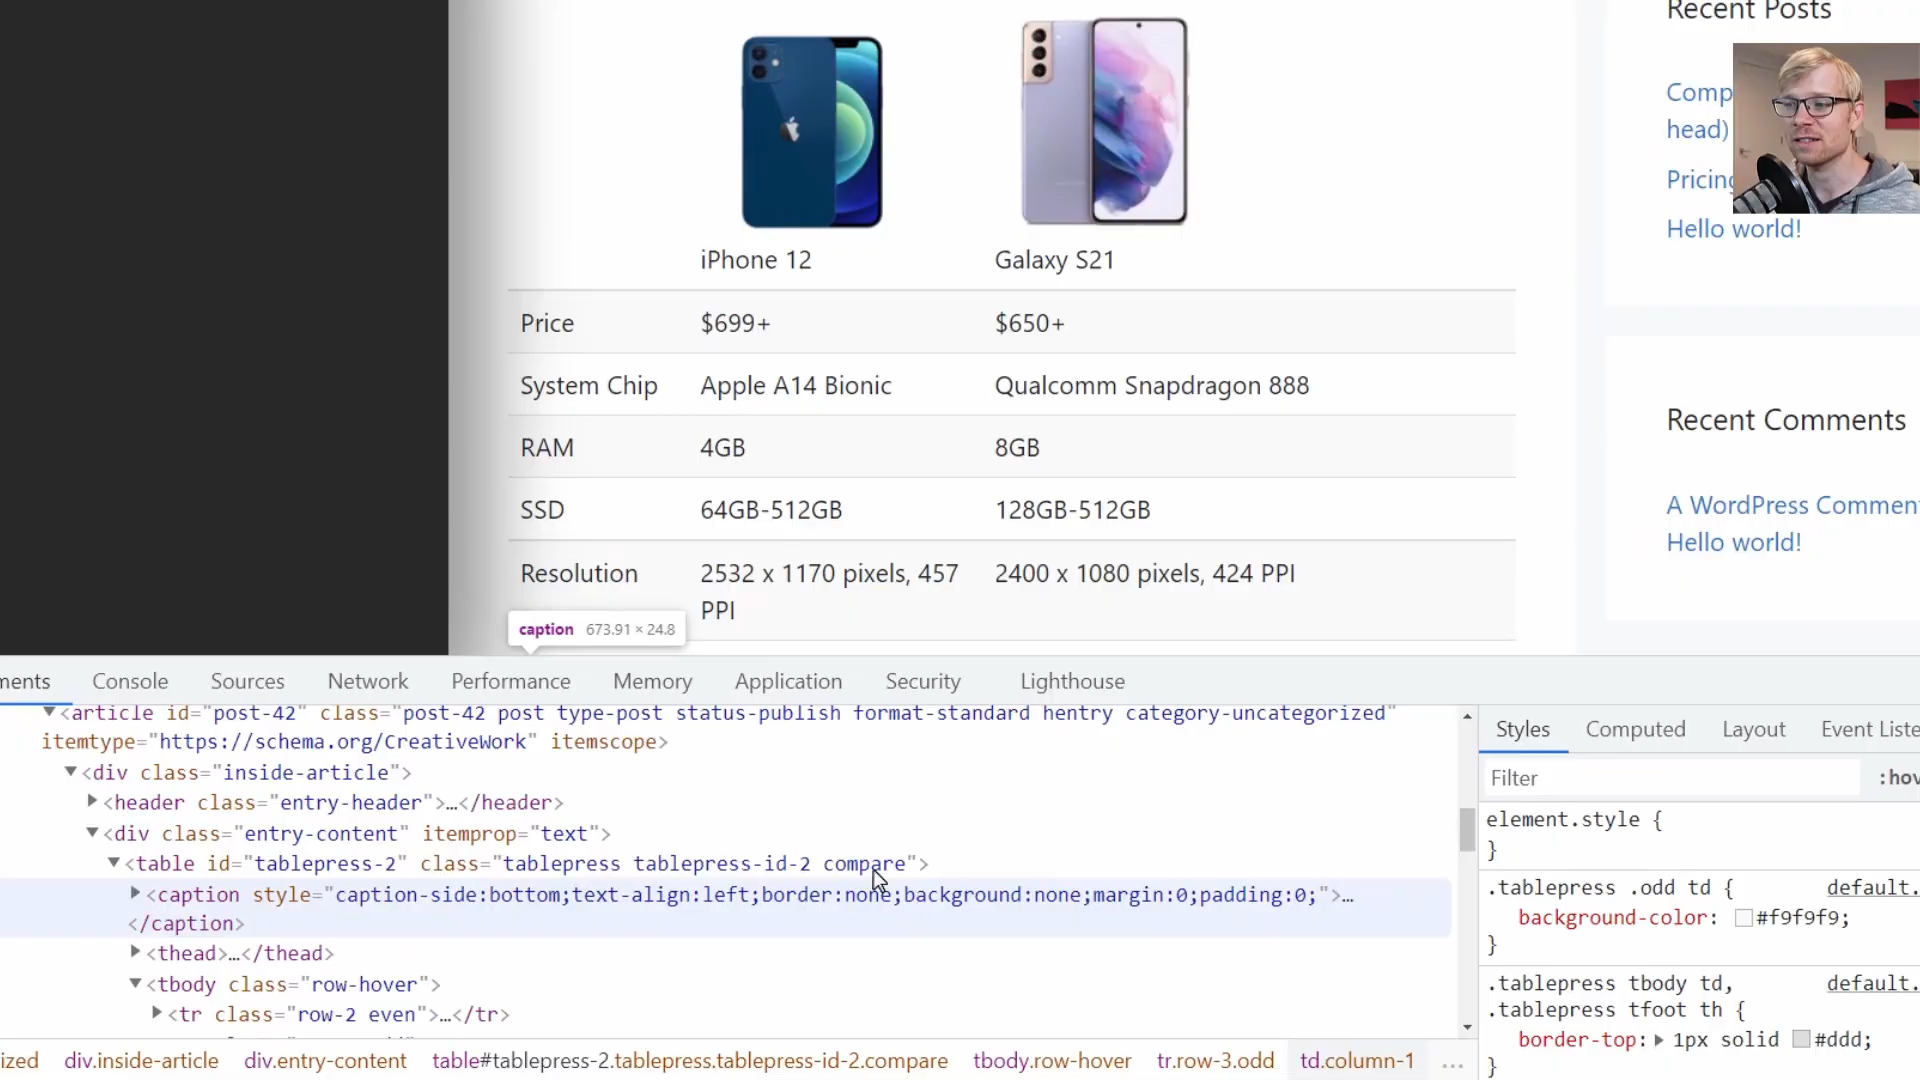 Recent Posts
Comp
head)
Pricing
Hello world!
iPhone 12 Galaxy S21
Price $699+ $650+
System Chip Apple A14 Bionic Qualcomm Snapdragon 888
RAM 4GB 8GB
SSD 64GB-512GB 128GB-512GB
Resolution 2532 x 1170 pixels, 457 2400 x 1080 pixels, 424 PPI
PPI
Recent Comments
A WordPress Comment
Hello world!
caption 673.91 × 24.8
ments Console Sources Network Performance Memory Application Security Lighthouse
▼<article id="post-42" class="post-42 post type-post status-publish format-standard hentry category-uncategorized"
itemtype="https://schema.org/CreativeWork" itemscope>
▼<div class="inside-article">
▶<header class="entry-header">…</header>
▼<div class="entry-content" itemprop="text">
▼<table id="tablepress-2" class="tablepress tablepress-id-2 compare">
▶<caption style="caption-side:bottom;text-align:left;border:none;background:none;margin:0;padding:0;">…
</caption>
▶<thead>…</thead>
▼<tbody class="row-hover">
▶<tr class="row-2 even">…</tr>
ized div.inside-article div.entry-content table#tablepress-2.tablepress.tablepress-id-2.compare tbody.row-hover tr.row-3.odd td.column-1 …
Styles Computed Layout Event Liste
Filter :hov
element.style {
}
.tablepress .odd td { default.
background-color: #f9f9f9;
}
.tablepress tbody td, default.
.tablepress tfoot th {
border-top:▶ 1px solid #ddd;
}